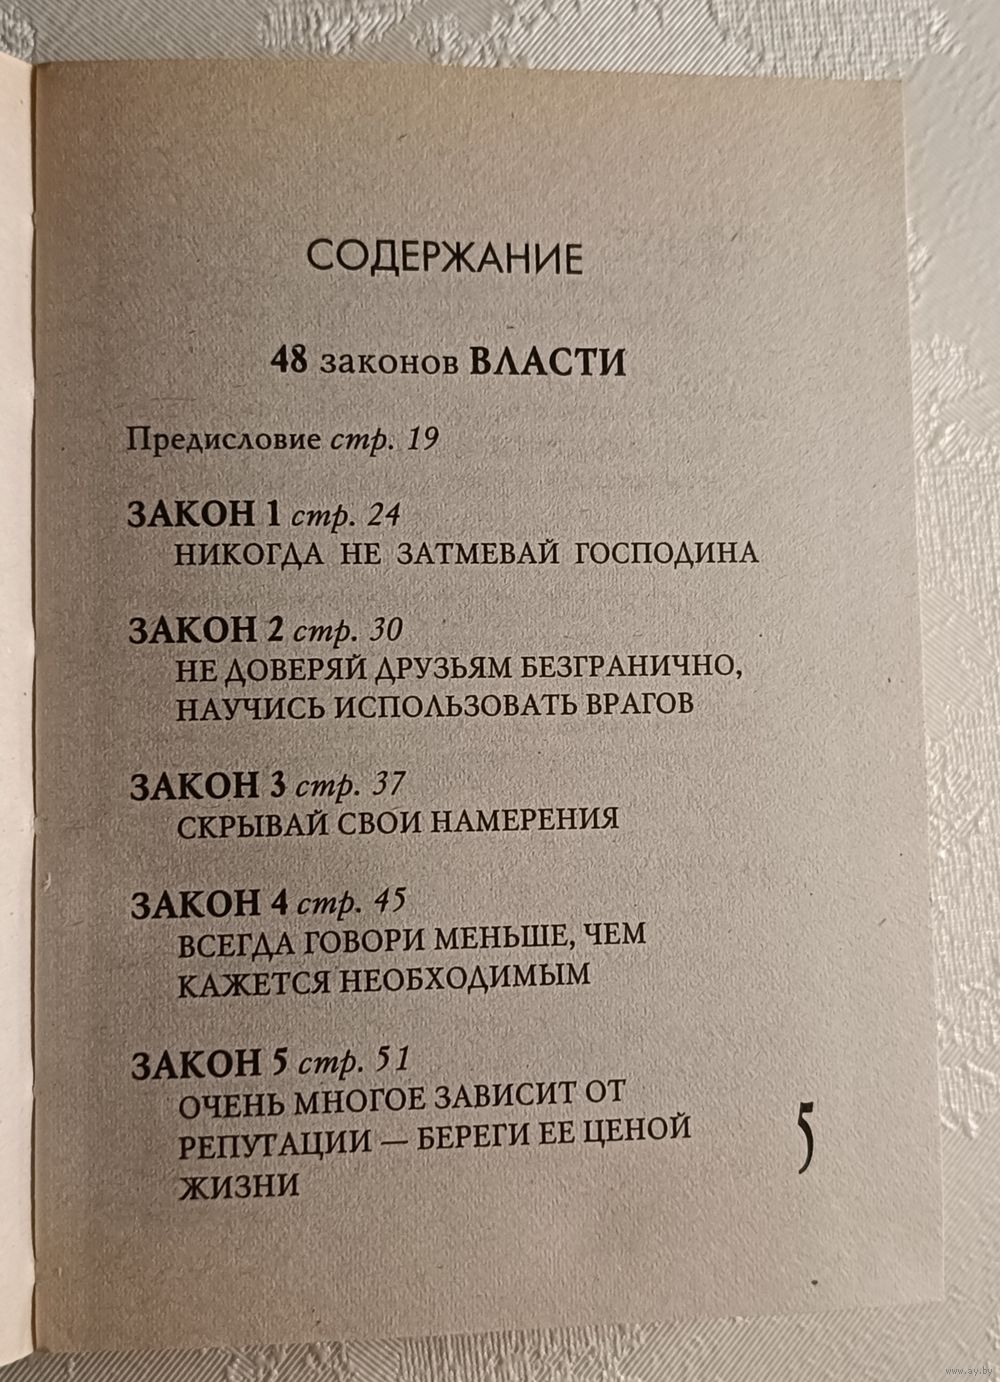 СОДЕРЖАНИЕ
48 законов ВЛАСТИ
Предисловие стр. 19
ЗАКОН 1 стр. 24
НИКОГДА НЕ ЗАТМЕВАЙ ГОСПОДИНА
ЗАКОН 2 стр. 30
НЕ ДОВЕРЯЙ ДРУЗЬЯМ БЕЗГРАНИЧНО,
НАУЧИСЬ ИСПОЛЬЗОВАТЬ ВРАГОВ
ЗАКОН 3 стр. 37
СКРЫВАЙ СВОИ НАМЕРЕНИЯ
ЗАКОН 4 стр. 45
ВСЕГДА ГОВОРИ МЕНЬШЕ, ЧЕМ
КАЖЕТСЯ НЕОБХОДИМЫМ
ЗАКОН 5 стр. 51
ОЧЕНЬ МНОГОЕ ЗАВИСИТ ОТ
РЕПУТАЦИИ — БЕРЕГИ ЕЕ ЦЕНОЙ
ЖИЗНИ
5
www.ay.by